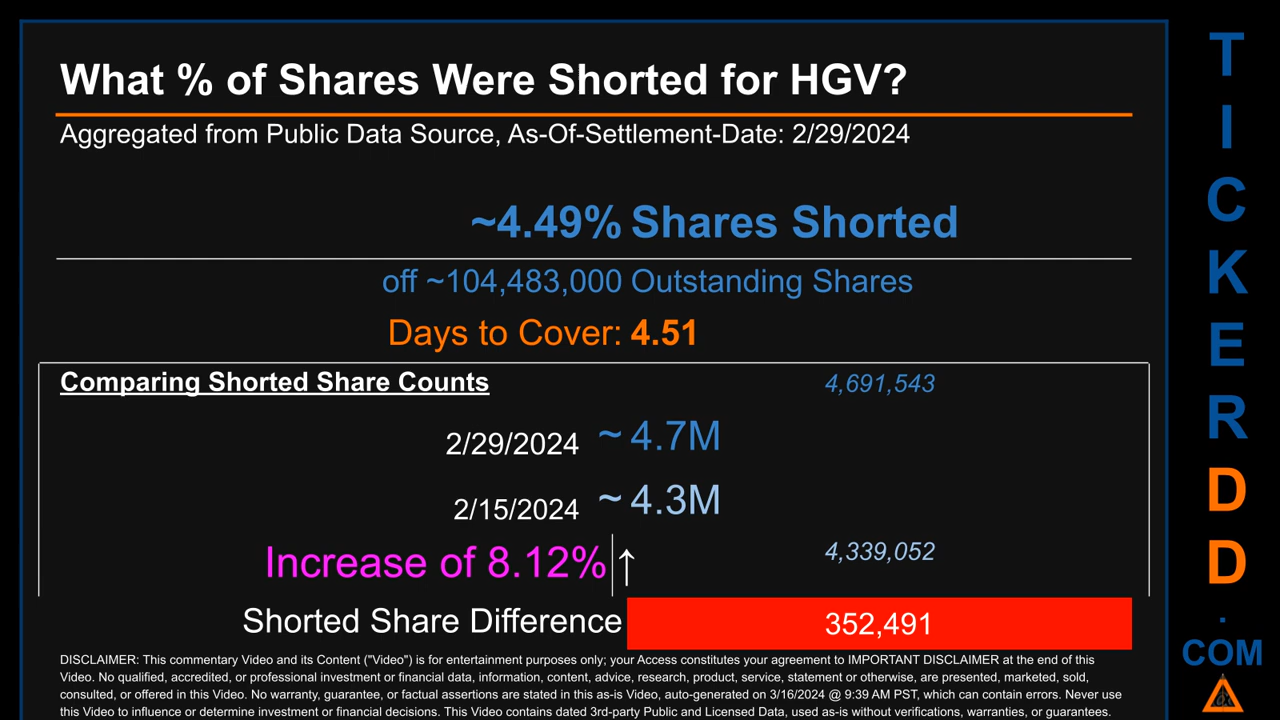 What % of Shares Were Shorted for HGV?
Aggregated from Public Data Source, As-Of-Settlement-Date: 2/29/2024
~4.49% Shares Shorted
off ~104,483,000 Outstanding Shares
Days to Cover: 4.51
Comparing Shorted Share Counts 4,691,543
2/29/2024 ~ 4.7M
2/15/2024 ~ 4.3M
Increase of 8.12% ↑ 4,339,052
Shorted Share Difference 352,491
DISCLAIMER: This commentary Video and its Content ("Video") is for entertainment purposes only; your Access constitutes your agreement to IMPORTANT DISCLAIMER at the end of this
Video. No qualified, accredited, or professional investment or financial data, information, content, advice, research, product, service, statement or otherwise, are presented, marketed, sold,
consulted, or offered in this Video. No warranty, guarantee, or factual assertions are stated in this as-is Video, auto-generated on 3/16/2024 @ 9:39 AM PST, which can contain errors. Never use
this Video to influence or determine investment or financial decisions. This Video contains dated 3rd-party Public and Licensed Data, used as-is without verifications, warranties, or guarantees.
T
I
C
K
E
R
D
D
.
COM